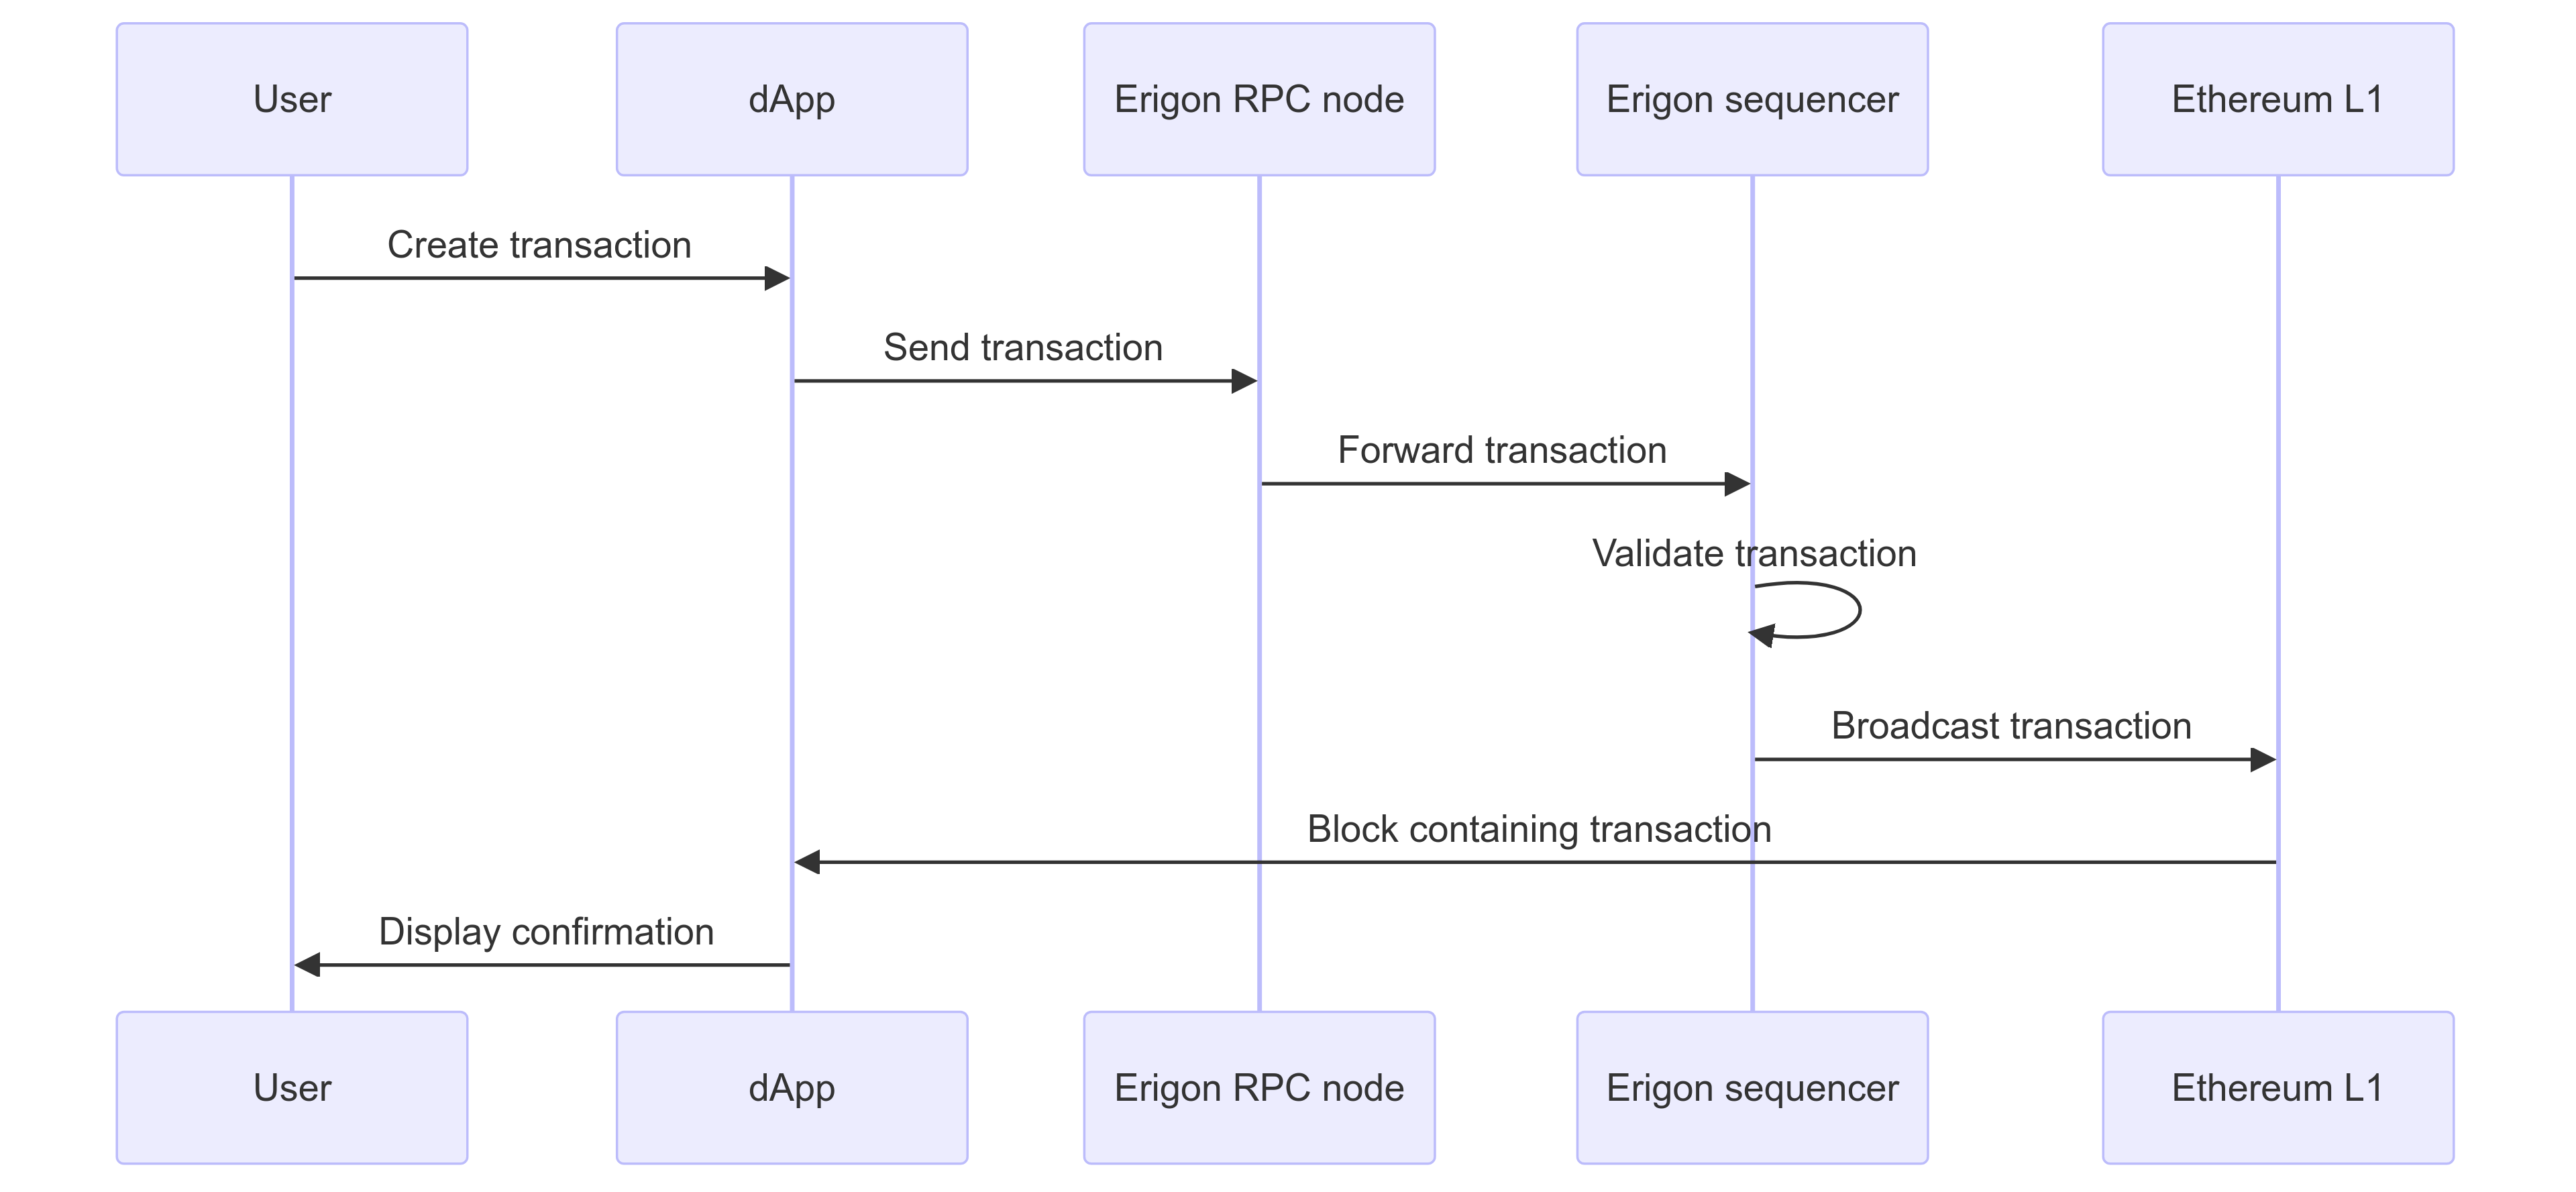 User
dApp
Erigon RPC node
Erigon sequencer
Ethereum L1
Create transaction
Send transaction
Forward transaction
Validate transaction
Broadcast transaction
Block containing transaction
Display confirmation
User
dApp
Erigon RPC node
Erigon sequencer
Ethereum L1